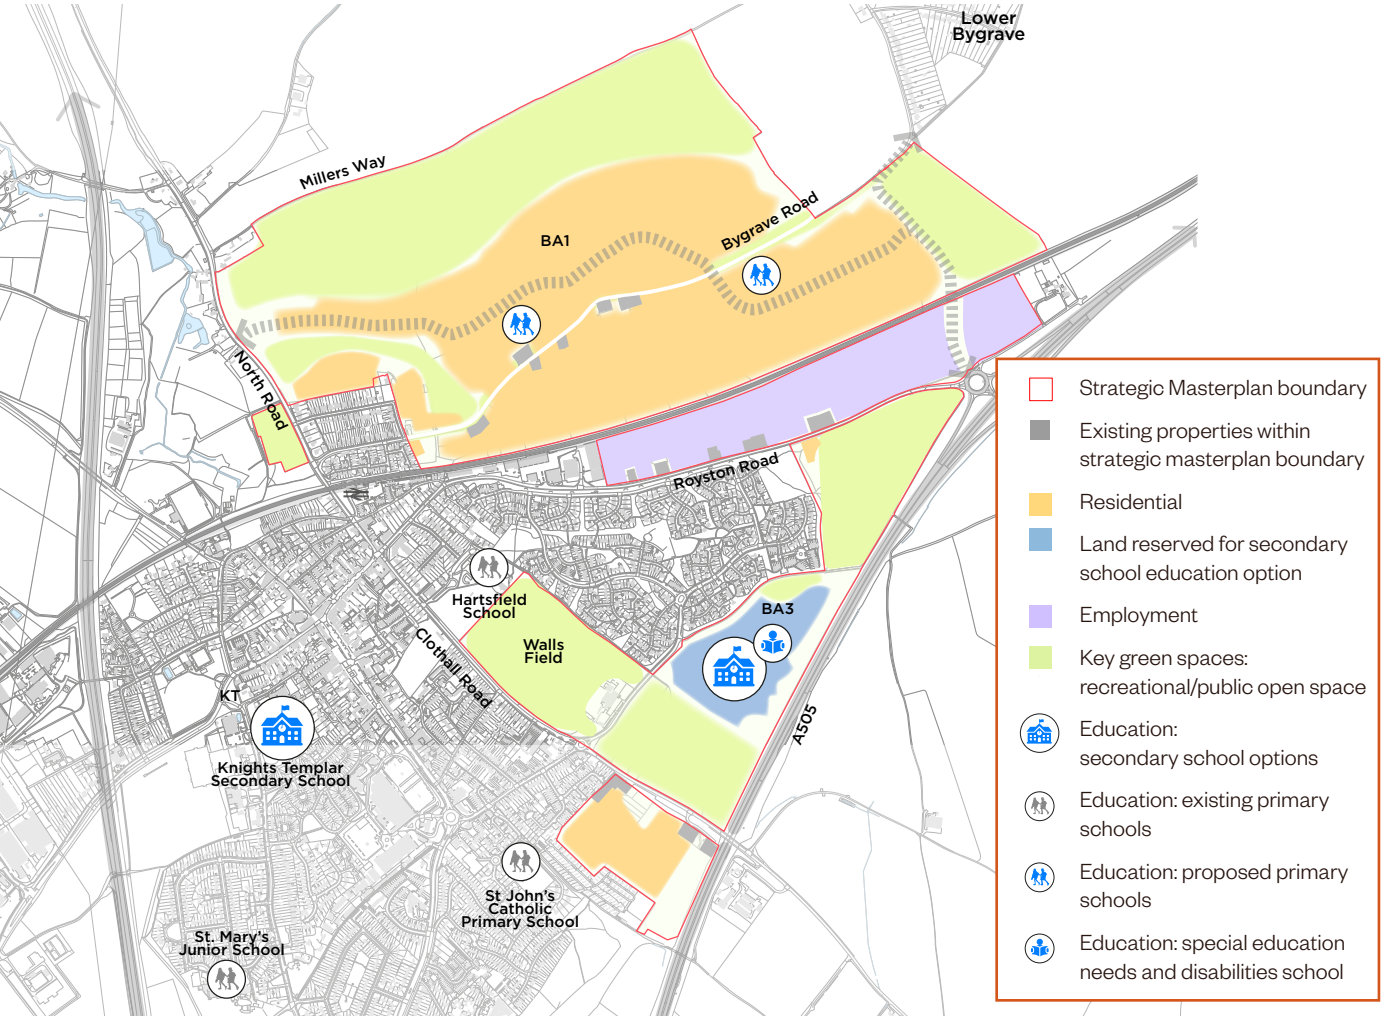 Lower
Bygrave
Millers Way
Bygrave Road
BA1
North Road
Royston Road
Hartsfield
School
BA3
Walls
Field
Clothall Road
KT
A505
Knights Templar
Secondary School
St John's
Catholic
Primary School
St. Mary's
Junior School
Strategic Masterplan boundary
Existing properties within
strategic masterplan boundary
Residential
Land reserved for secondary
school education option
Employment
Key green spaces:
recreational/public open space
Education:
secondary school options
Education: existing primary
schools
Education: proposed primary
schools
Education: special education
needs and disabilities school